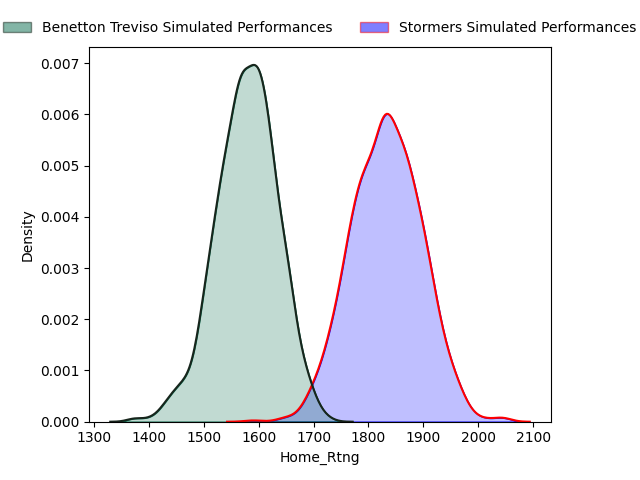 Benetton Treviso Simulated Performances Stormers Simulated Performances
0.007
0.006
0.005
0.004
0.003
0.002
0.001
0.000
Density
1300 1400 1500 1600 1700 1800 1900 2000 2100
Home_Rtng